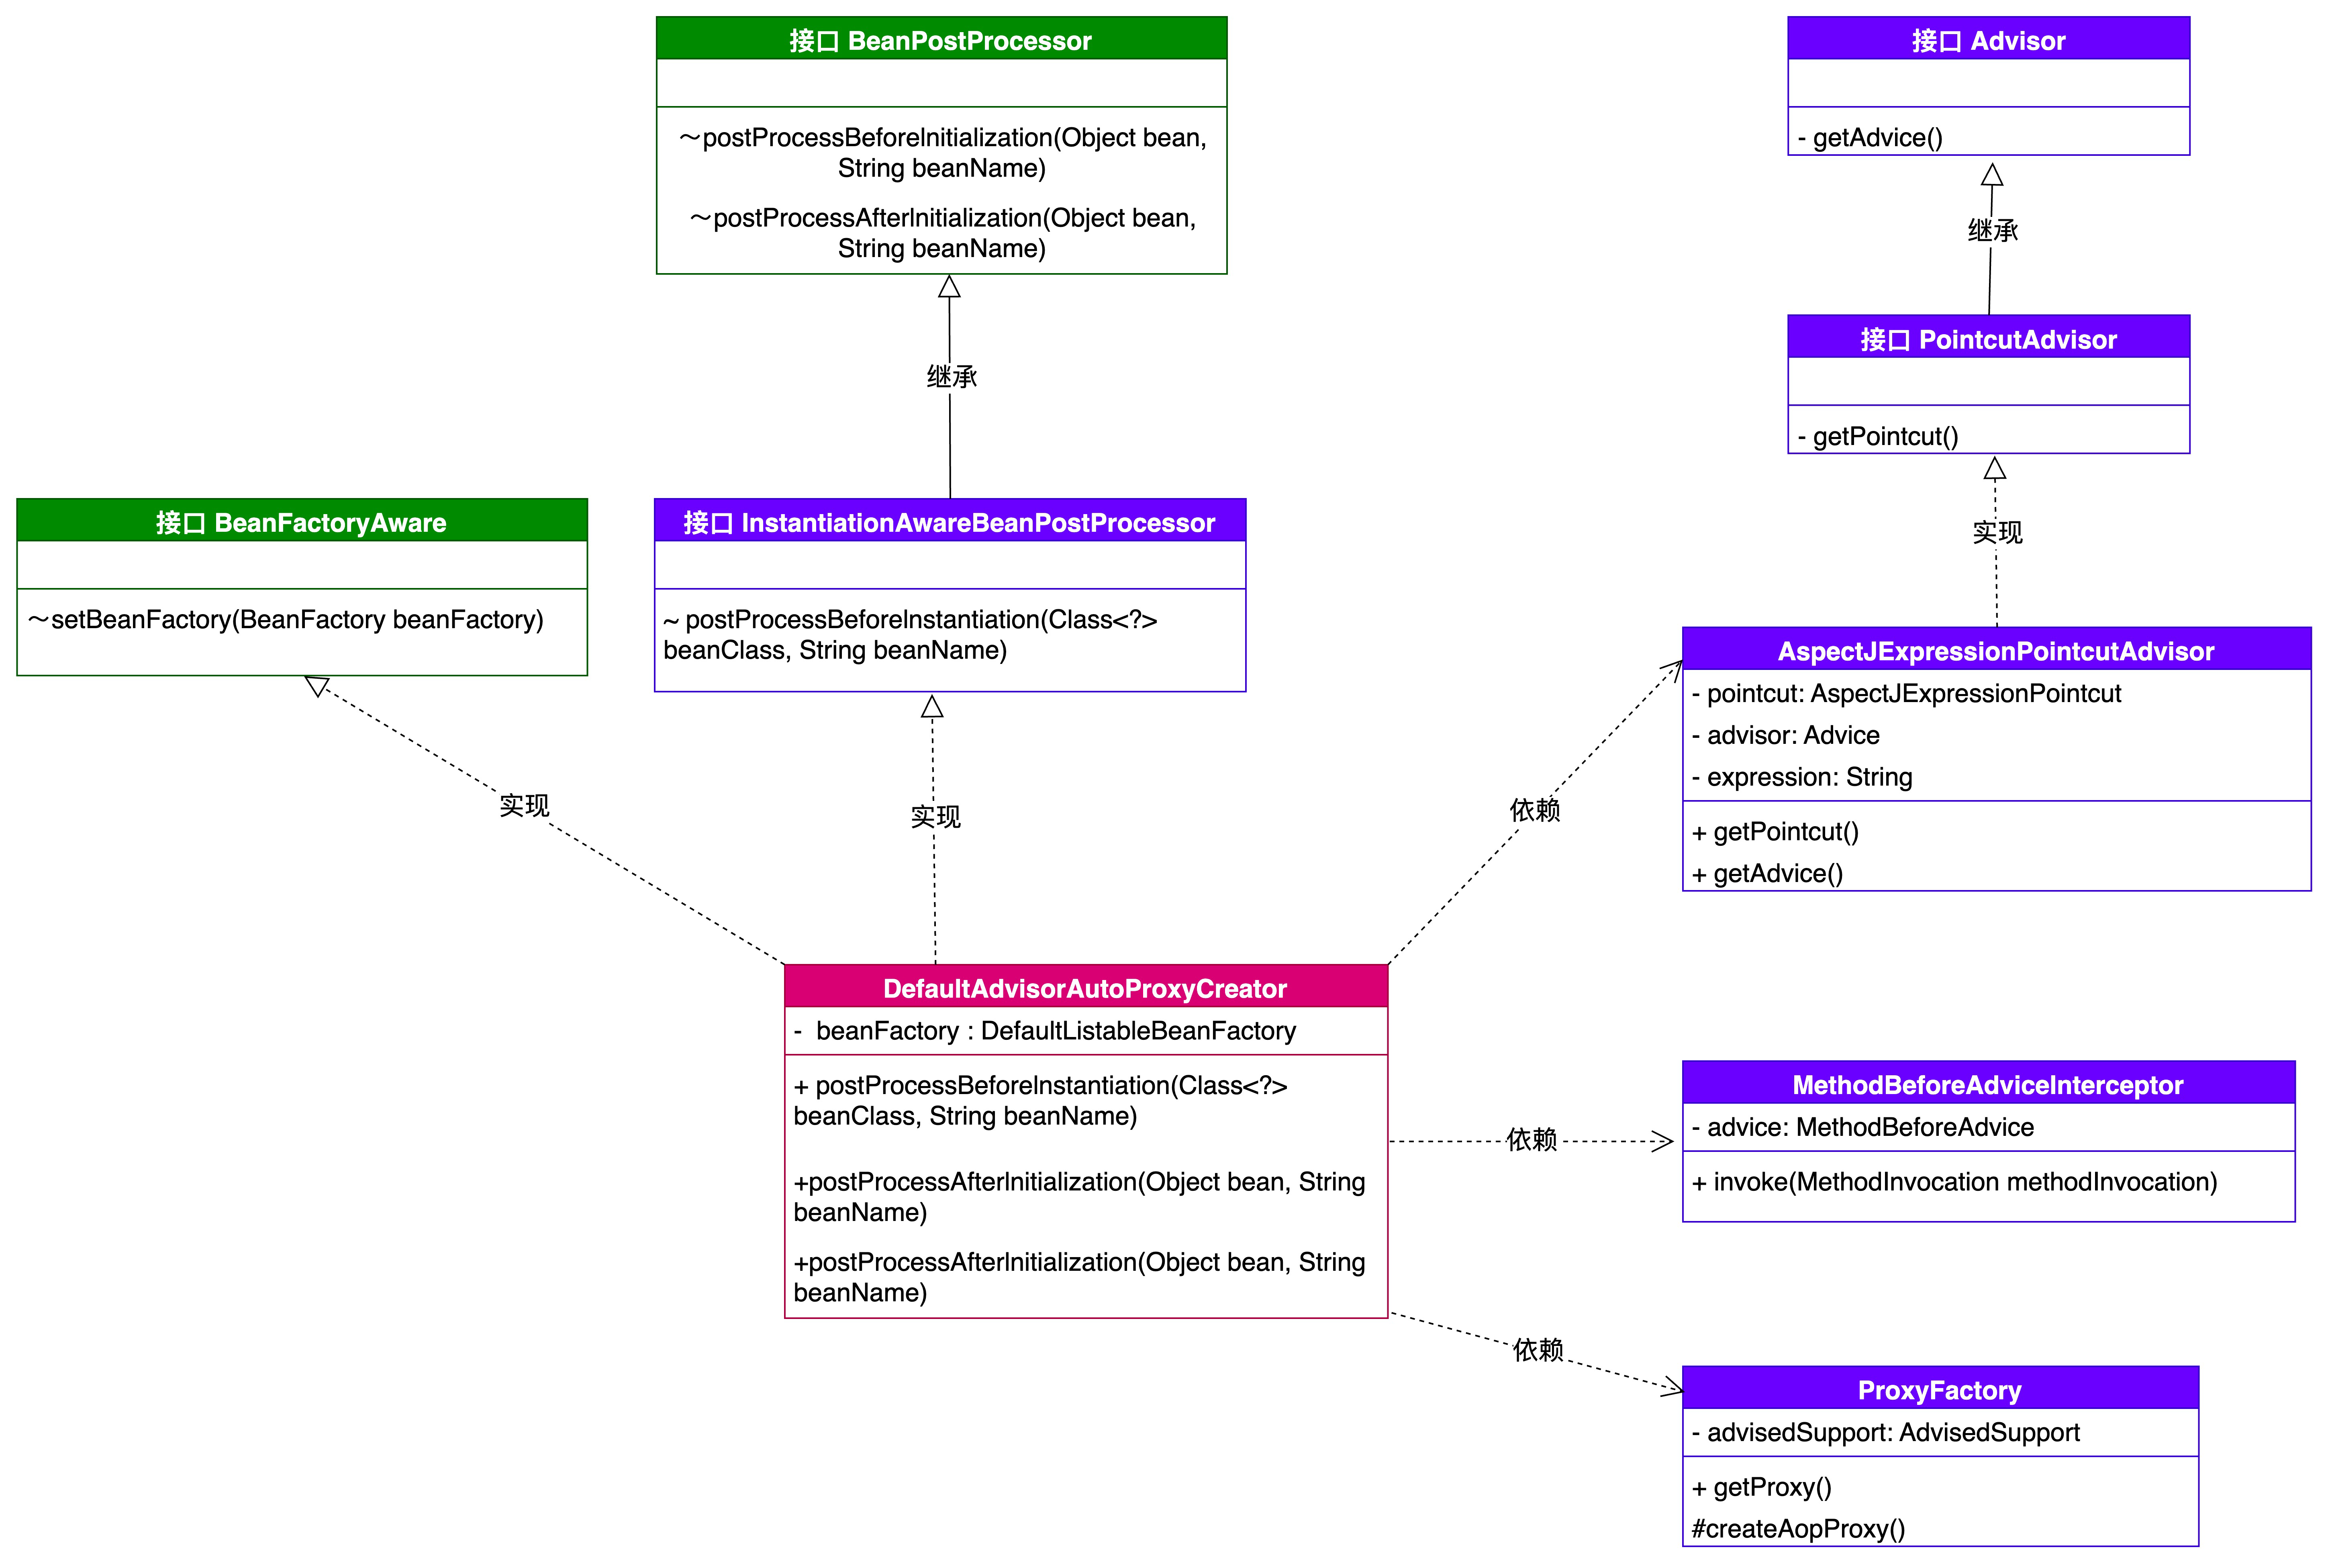 接口 BeanPostProcessor
～postProcessBeforeInitialization(Object bean,
String beanName)
～postProcessAfterInitialization(Object bean,
String beanName)
继承
接口 Advisor
- getAdvice()
继承
接口 PointcutAdvisor
- getPointcut()
实现
接口 BeanFactoryAware
～setBeanFactory(BeanFactory beanFactory)
实现
接口 InstantiationAwareBeanPostProcessor
~ postProcessBeforeInstantiation(Class<?>
beanClass, String beanName)
实现
AspectJExpressionPointcutAdvisor
- pointcut: AspectJExpressionPointcut
- advisor: Advice
- expression: String
+ getPointcut()
+ getAdvice()
依赖
DefaultAdvisorAutoProxyCreator
- beanFactory : DefaultListableBeanFactory
+ postProcessBeforeInstantiation(Class<?>
beanClass, String beanName)
+postProcessAfterInitialization(Object bean, String
beanName)
+postProcessAfterInitialization(Object bean, String
beanName)
依赖
MethodBeforeAdviceInterceptor
- advice: MethodBeforeAdvice
+ invoke(MethodInvocation methodInvocation)
依赖
ProxyFactory
- advisedSupport: AdvisedSupport
+ getProxy()
#createAopProxy()